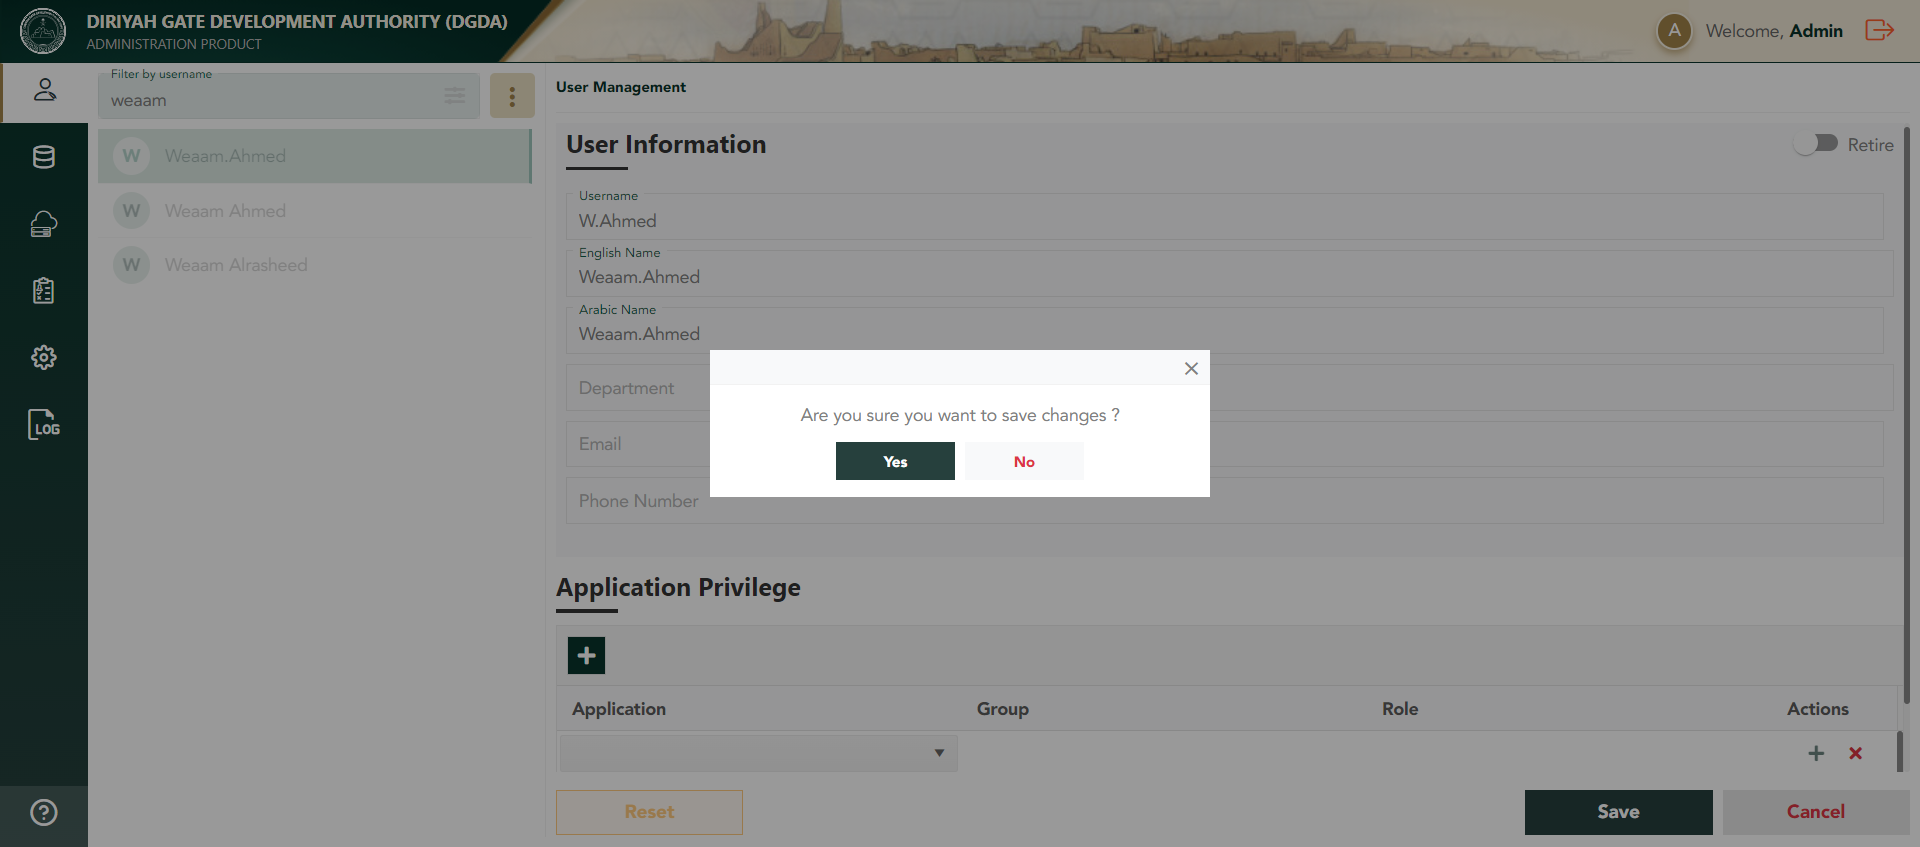 DIRIYAH GATE DEVELOPMENT AUTHORITY (DGDA)
ADMINISTRATION PRODUCT
A
Welcome, Admin
Filter by username
weaam
W
Weaam.Ahmed
W
Weaam Ahmed
W
Weaam Alrasheed
LOG
User Management
User Information
Retire
Username
W.Ahmed
English Name
Weaam.Ahmed
Arabic Name
Weaam.Ahmed
Department
Email
Phone Number
Are you sure you want to save changes ?
Yes
No
Application Privilege
Application
Group
Role
Actions
Reset
Save
Cancel